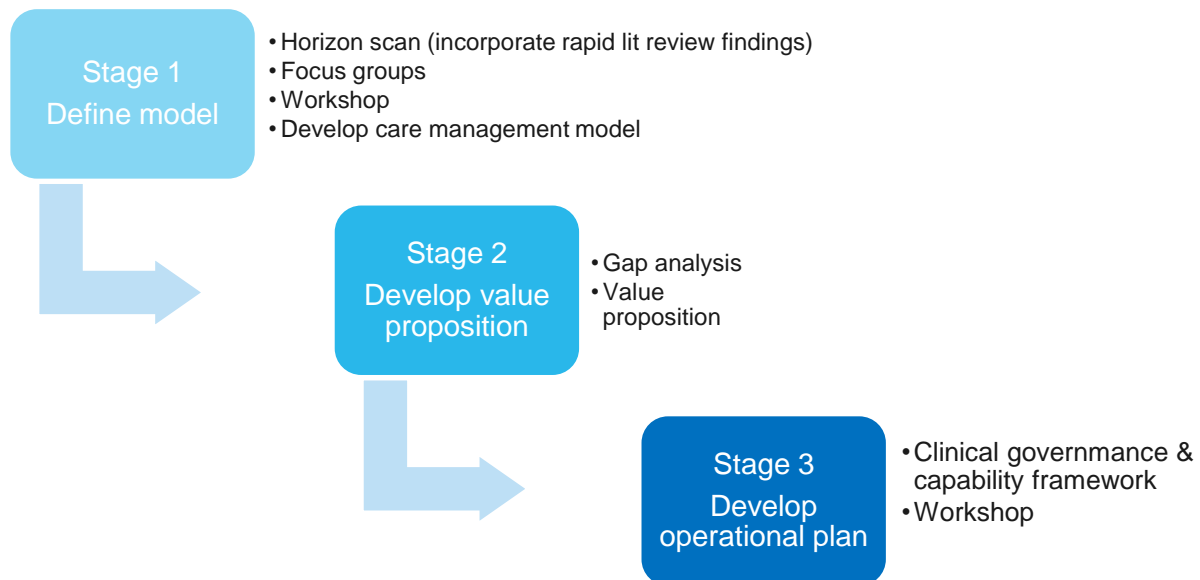 Stage 1
Define model
• Horizon scan (incorporate rapid lit review findings)
• Focus groups
• Workshop
• Develop care management model
Stage 2
Develop value
proposition
• Gap analysis
• Value
proposition
Stage 3
Develop
operational plan
• Clinical governmance &
capability framework
• Workshop